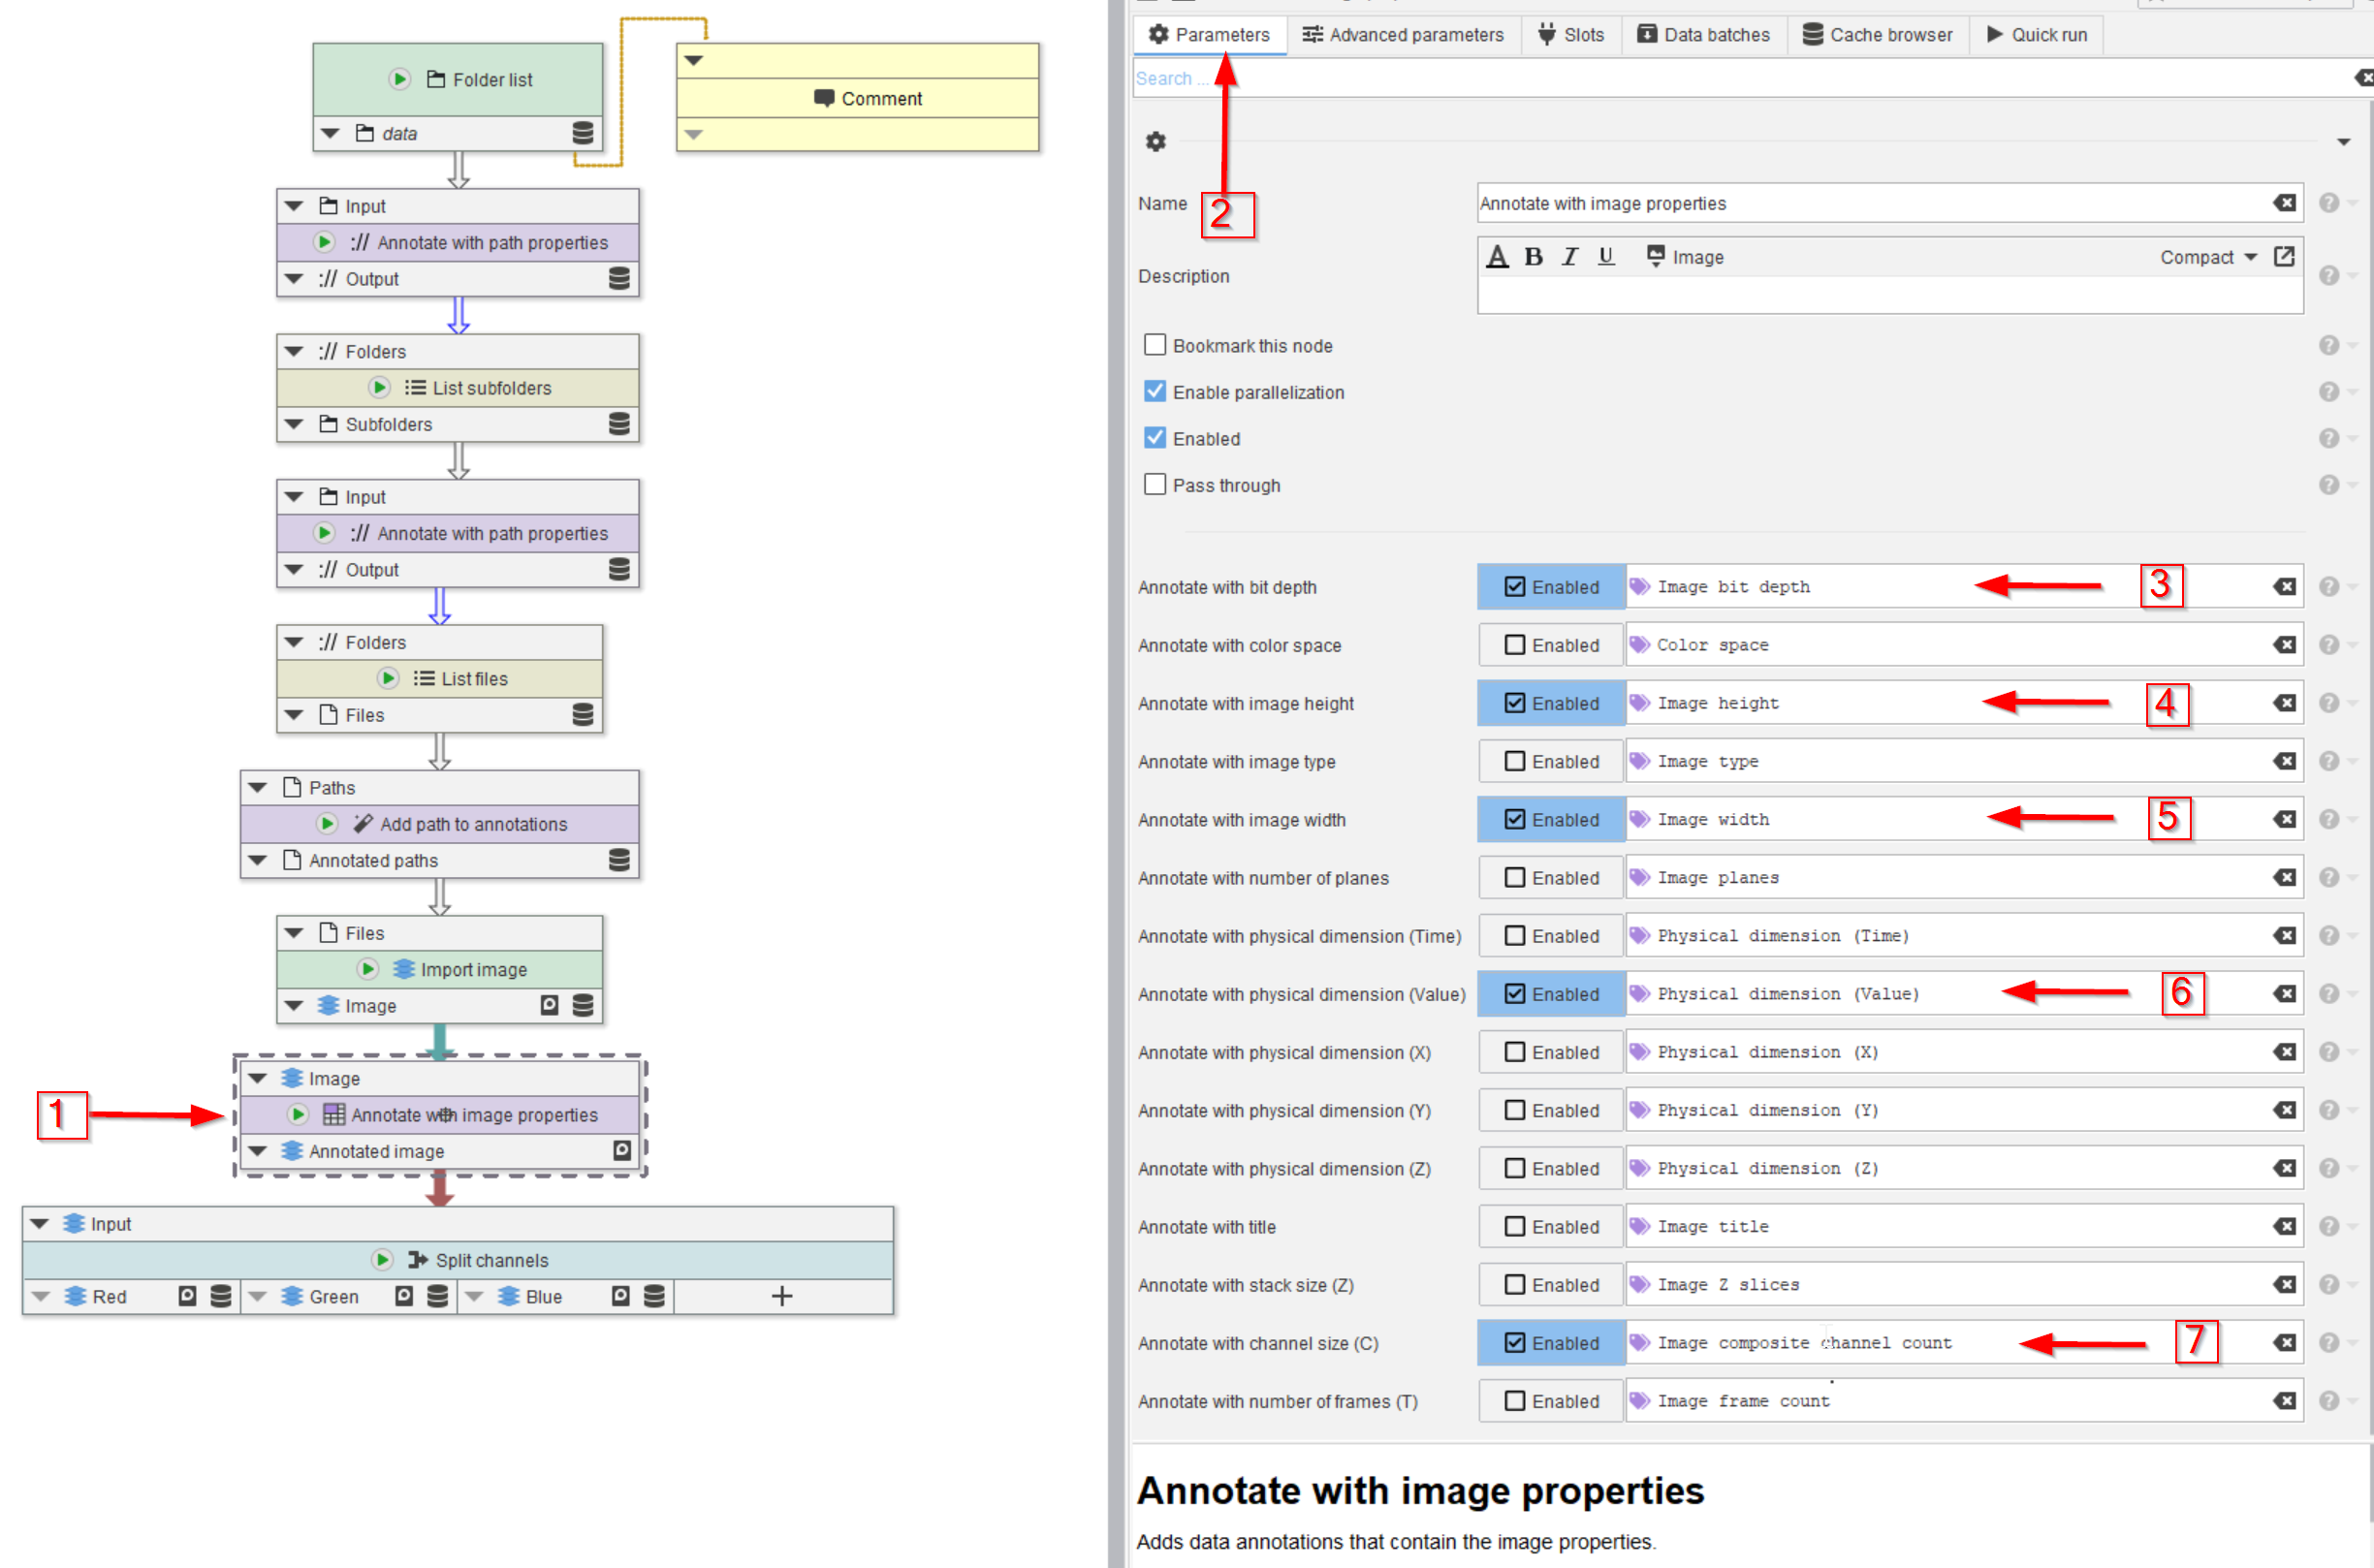 Folder list
data
Comment
Input
:// Annotate with path properties
:// Output
:// Folders
List subfolders
Subfolders
Input
:// Annotate with path properties
:// Output
:// Folders
List files
Files
Paths
Add path to annotations
Annotated paths
Files
Import image
Image
1
Image
Annotate with image properties
Annotated image
Input
Split channels
Red Green Blue +
Parameters Advanced parameters Slots Data batches Cache browser Quick run
Search ...
2
Name Annotate with image properties
Description A B I U Image Compact
Bookmark this node
Enable parallelization
Enabled
Pass through
Annotate with bit depth Enabled Image bit depth 3
Annotate with color space Enabled Color space
Annotate with image height Enabled Image height 4
Annotate with image type Enabled Image type
Annotate with image width Enabled Image width 5
Annotate with number of planes Enabled Image planes
Annotate with physical dimension (Time) Enabled Physical dimension (Time)
Annotate with physical dimension (Value) Enabled Physical dimension (Value) 6
Annotate with physical dimension (X) Enabled Physical dimension (X)
Annotate with physical dimension (Y) Enabled Physical dimension (Y)
Annotate with physical dimension (Z) Enabled Physical dimension (Z)
Annotate with title Enabled Image title
Annotate with stack size (Z) Enabled Image Z slices
Annotate with channel size (C) Enabled Image composite channel count 7
Annotate with number of frames (T) Enabled Image frame count
Annotate with image properties
Adds data annotations that contain the image properties.